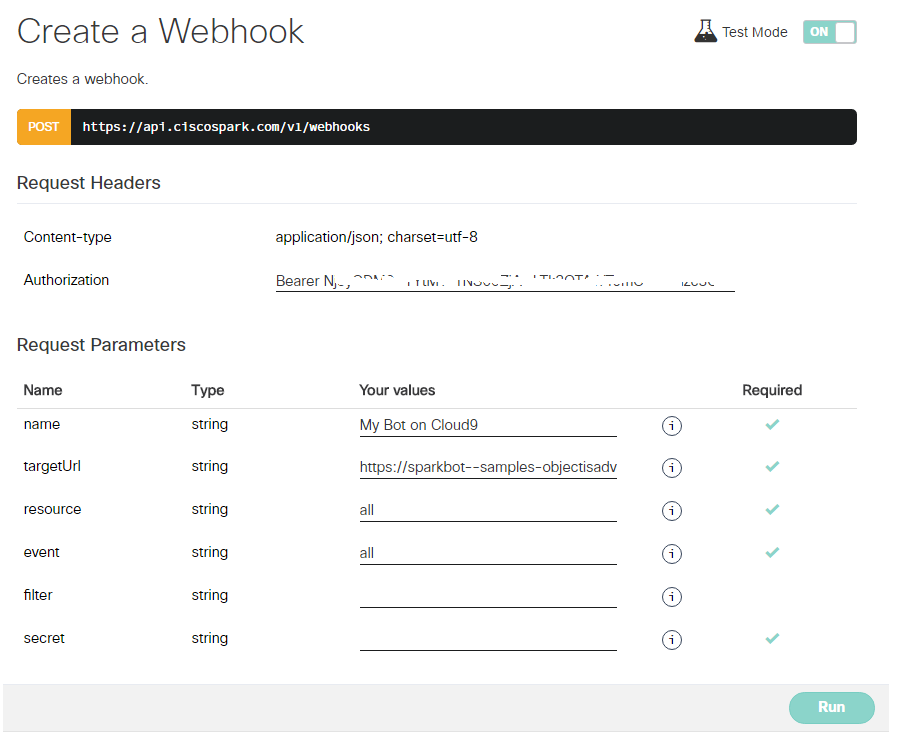 Create a Webhook
Test Mode ON
Creates a webhook.
POST https://api.ciscospark.com/v1/webhooks
Request Headers
Content-type application/json; charset=utf-8
Authorization Bearer
Request Parameters
Name Type Your values Required
name string My Bot on Cloud9 i
targetUrl string https://sparkbot--samples-objectisadv i
resource string all i
event string all i
filter string i
secret string i
Run